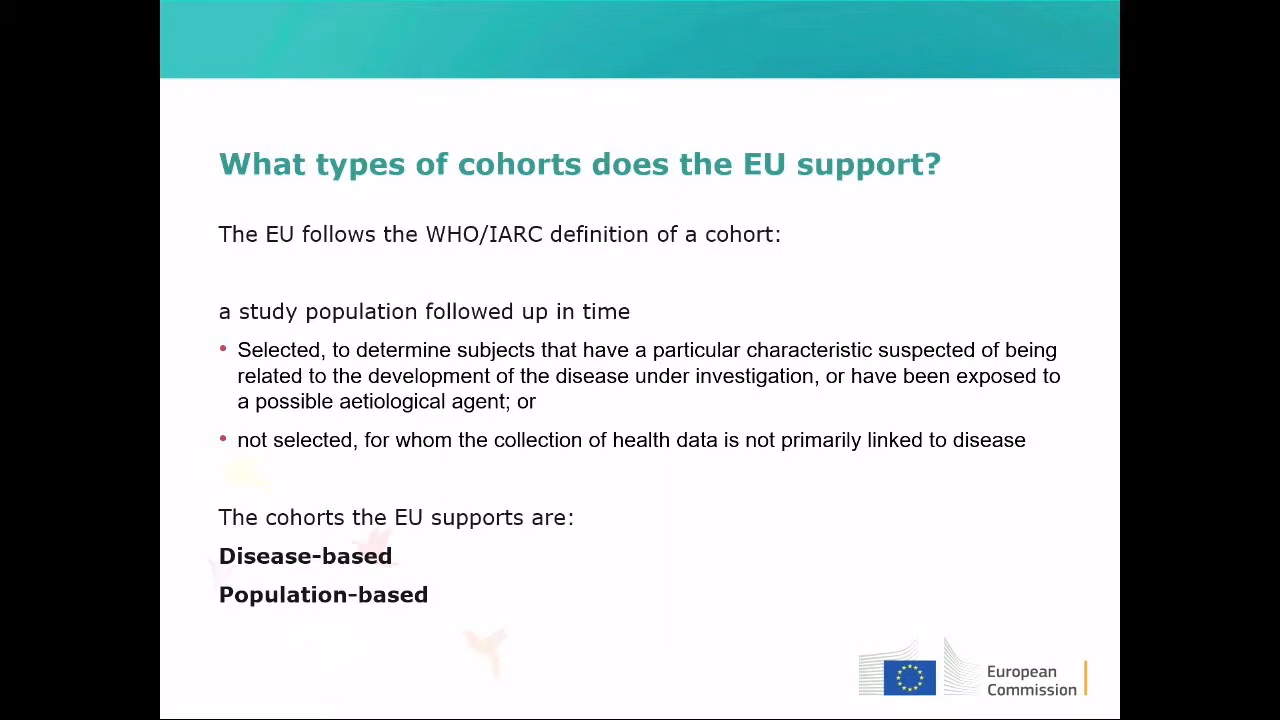 What types of cohorts does the EU support?
The EU follows the WHO/IARC definition of a cohort:
a study population followed up in time
• Selected, to determine subjects that have a particular characteristic suspected of being
related to the development of the disease under investigation, or have been exposed to
a possible aetiological agent; or
• not selected, for whom the collection of health data is not primarily linked to disease
The cohorts the EU supports are:
Disease-based
Population-based
European
Commission